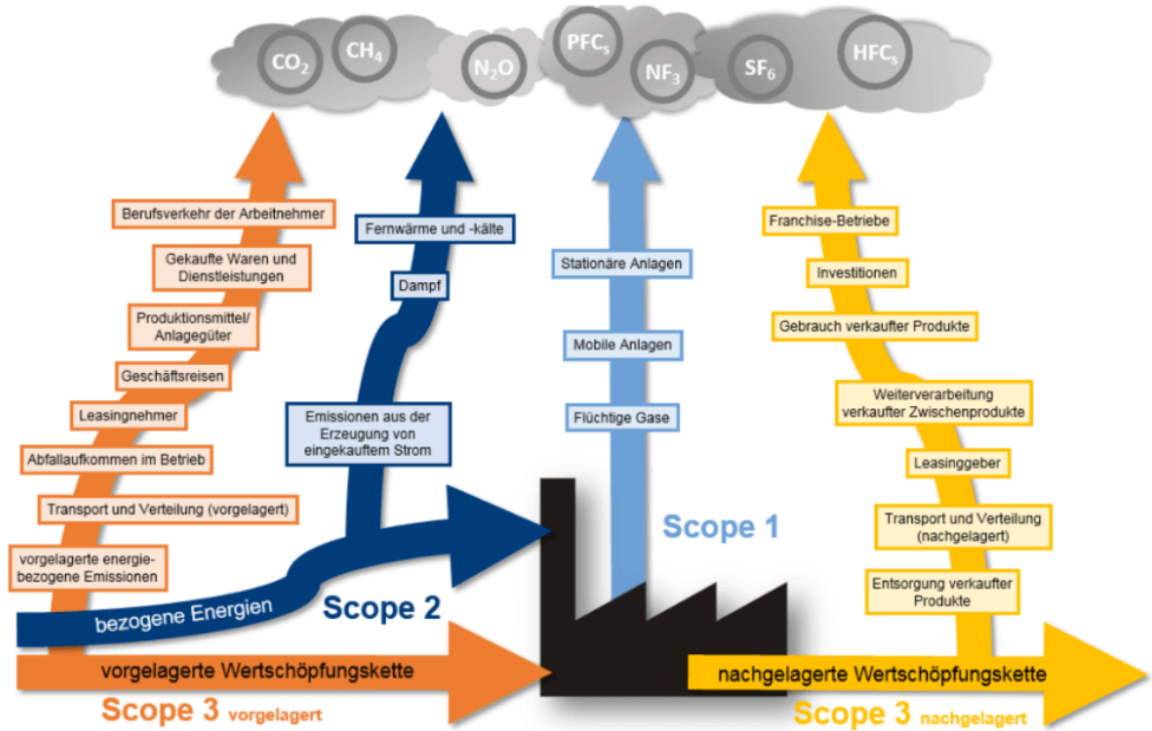 CO₂
CH₄
N₂O
PFCₛ
NF₃
SF₆
HFCₛ
Berufsverkehr der Arbeitnehmer
Gekaufte Waren und
Dienstleistungen
Produktionsmittel/
Anlagegüter
Geschäftsreisen
Leasingnehmer
Abfallaufkommen im Betrieb
Transport und Verteilung (vorgelagert)
vorgelagerte energie-
bezogene Emissionen
Fernwärme und -kälte
Dampf
Emissionen aus der
Erzeugung von
eingekauftem Strom
bezogene Energien
Scope 2
Stationäre Anlagen
Mobile Anlagen
Flüchtige Gase
Scope 1
Franchise-Betriebe
Investitionen
Gebrauch verkaufter Produkte
Weiterverarbeitung
verkaufter Zwischenprodukte
Leasinggeber
Transport und Verteilung
(nachgelagert)
Entsorgung verkaufter
Produkte
vorgelagerte Wertschöpfungskette
Scope 3 vorgelagert
nachgelagerte Wertschöpfungskette
Scope 3 nachgelagert